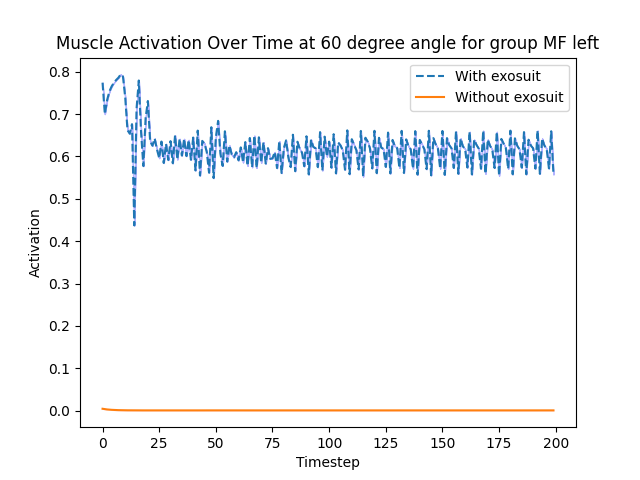 Muscle Activation Over Time at 60 degree angle for group MF left
With exosuit
Without exosuit
0.8
0.7
0.6
0.5
0.4
0.3
0.2
0.1
0.0
Activation
0 25 50 75 100 125 150 175 200
Timestep